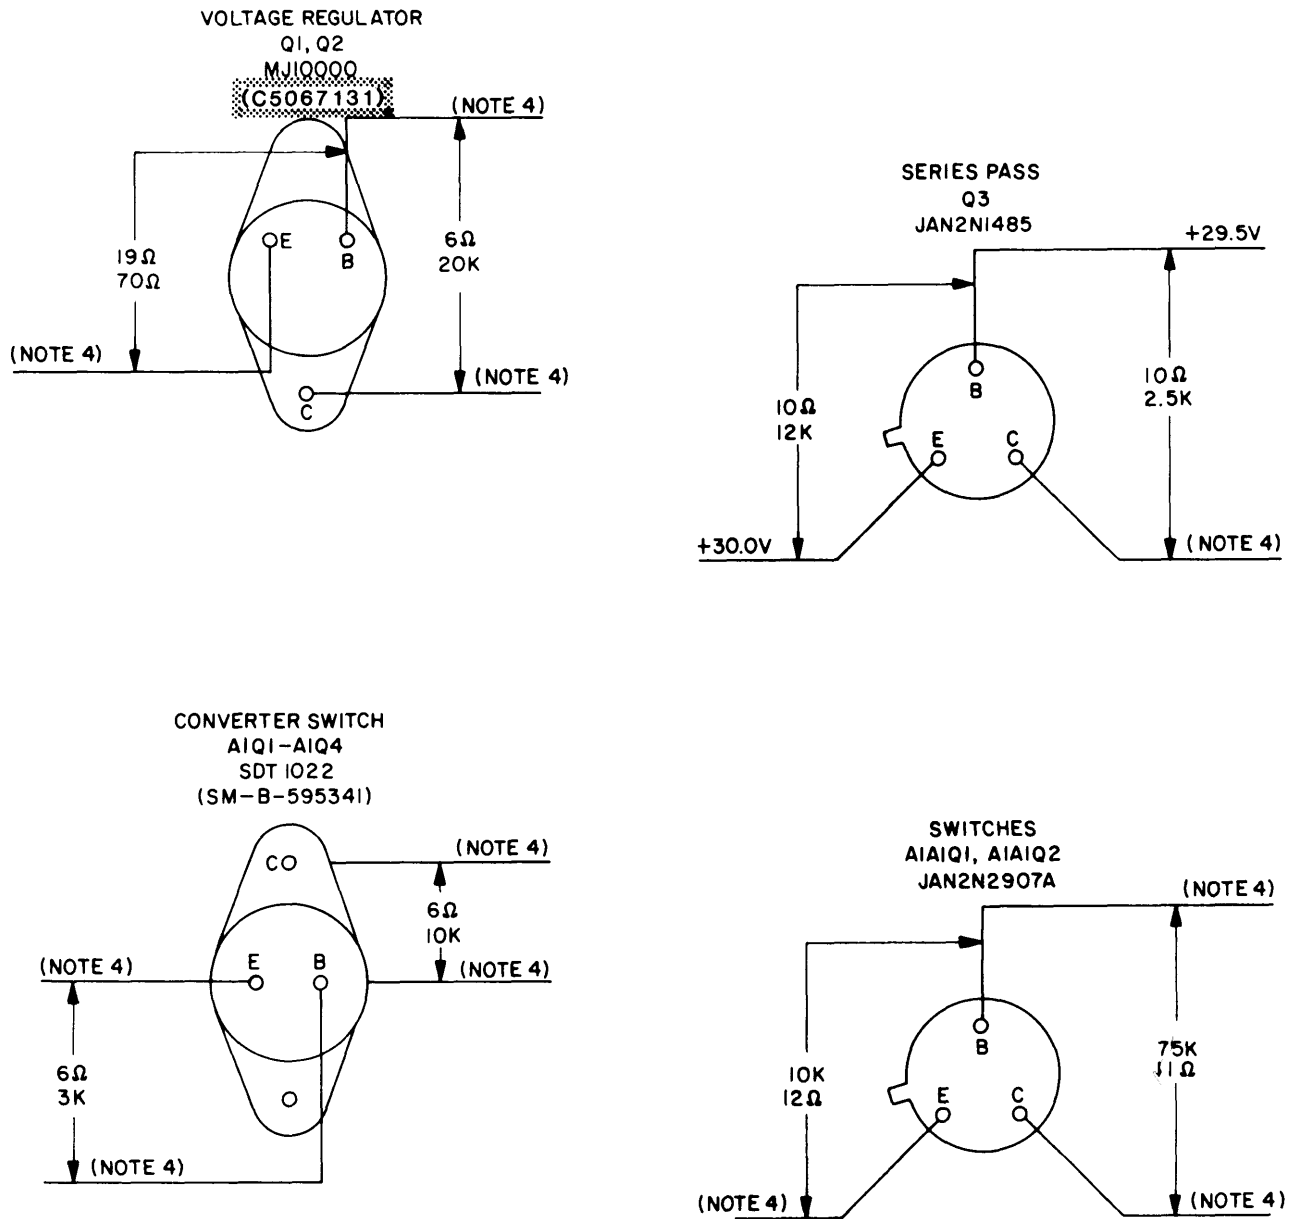 VOLTAGE REGULATOR
Q1, Q2
MJ10000
(C5067131)
(NOTE 4)
19Ω
70Ω
E
B
6Ω
20K
(NOTE 4)
(NOTE 4)
C
SERIES PASS
Q3
JAN2N1485
+29.5V
10Ω
12K
B
E
C
10Ω
2.5K
+30.0V
(NOTE 4)
CONVERTER SWITCH
A1Q1-A1Q4
SDT 1022
(SM-B-595341)
C
(NOTE 4)
6Ω
10K
(NOTE 4)
E
B
(NOTE 4)
6Ω
3K
(NOTE 4)
SWITCHES
A1A1Q1, A1A1Q2
JAN2N2907A
(NOTE 4)
10K
12Ω
B
E
C
75K
11Ω
(NOTE 4)
(NOTE 4)